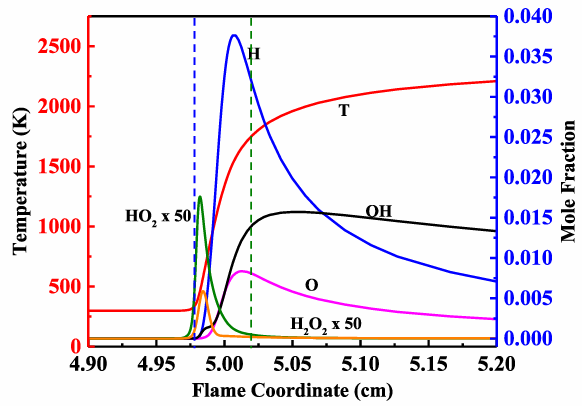 2500
2000
1500
1000
500
0
Temperature (K)
0.040
0.035
0.030
0.025
0.020
0.015
0.010
0.005
0.000
Mole Fraction
H
T
HO2 x 50
OH
O
H2O2 x 50
4.90 4.95 5.00 5.05 5.10 5.15 5.20
Flame Coordinate (cm)